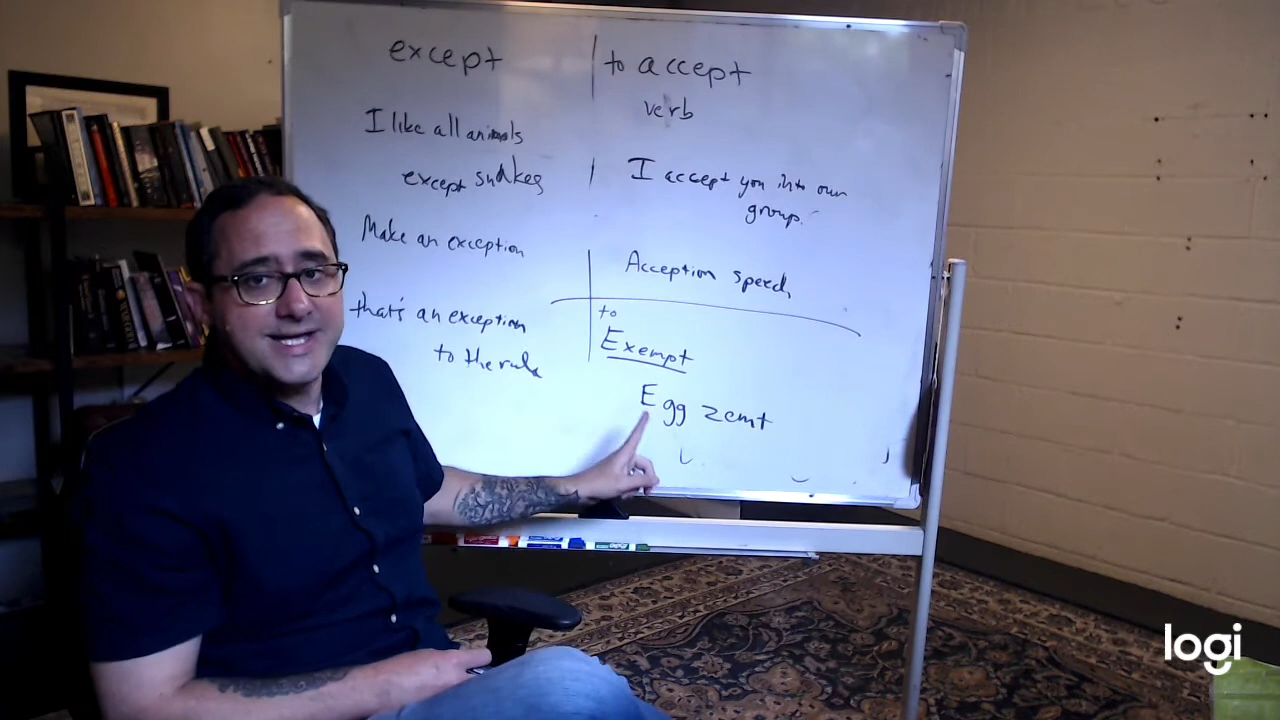 except
I like all animals
except snakes
Make an exception
that's an exception
to the rule
to accept
verb
I accept you into our
group.
Acception speech
to
Exempt
Egg zemt
logi